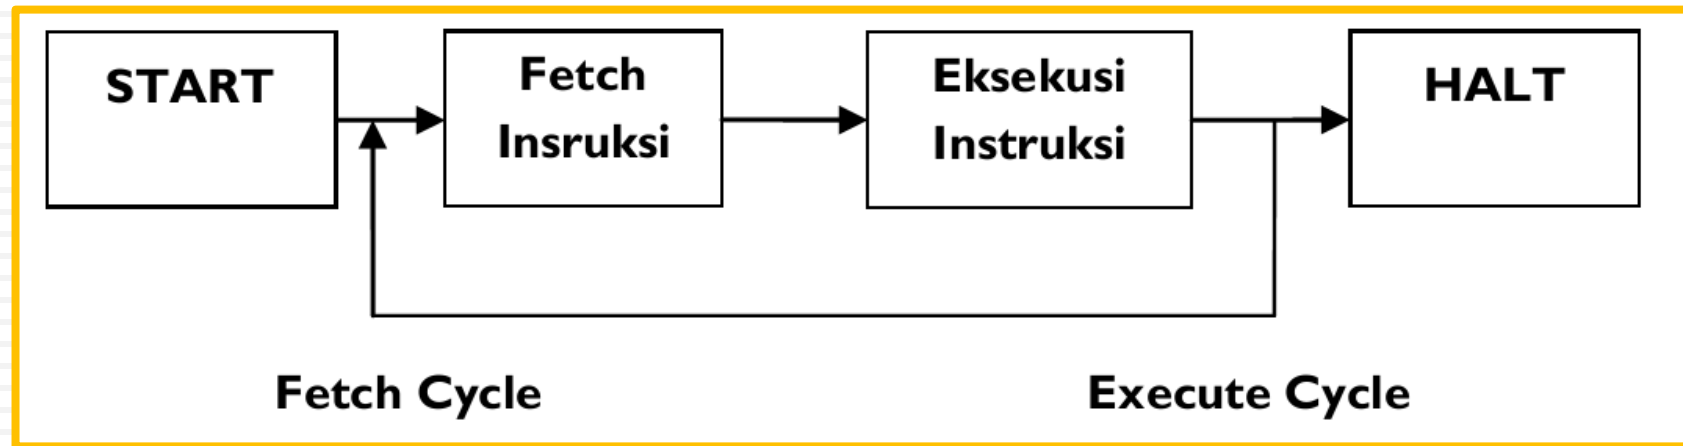 START
Fetch
Insruksi
Eksekusi
Instruksi
HALT
Fetch Cycle
Execute Cycle